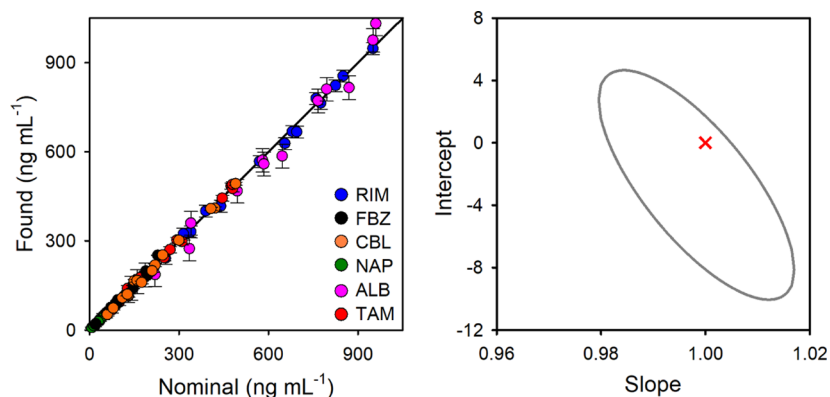 Found (ng mL⁻¹)
900
600
300
0
0 300 600 900
Nominal (ng mL⁻¹)
RIM
FBZ
CBL
NAP
ALB
TAM
Intercept
8
4
0
-4
-8
-12
0.96 0.98 1.00 1.02
Slope